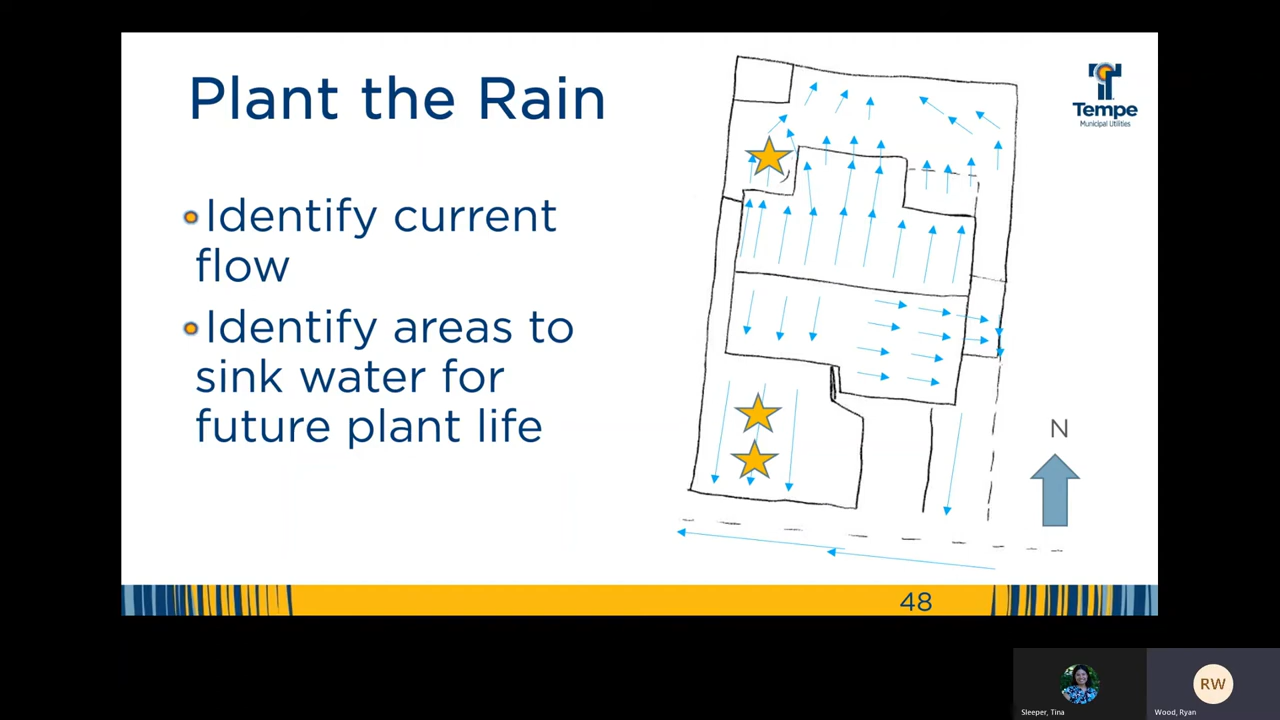 Plant the Rain
Identify current
flow
Identify areas to
sink water for
future plant life
Tempe
Municipal Utilities
N
48
RW
Sleeper, Tina
Wood, Ryan